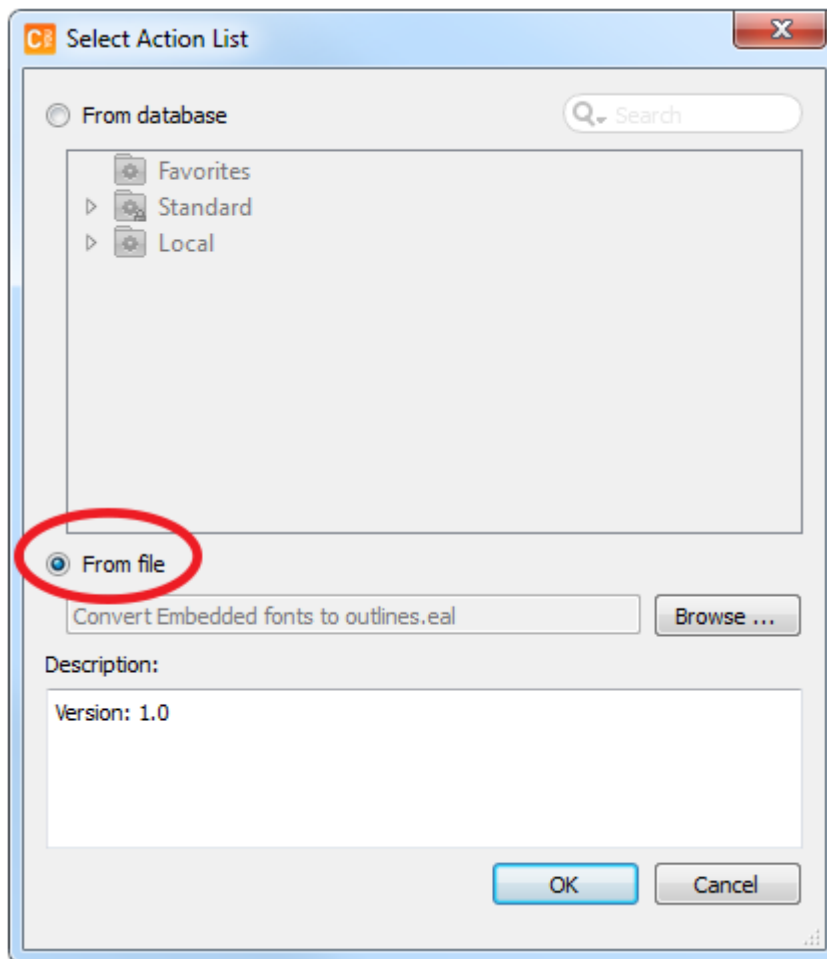 Select Action List
From database
Search
Favorites
Standard
Local
From file
Convert Embedded fonts to outlines.eal
Browse ...
Description:
Version: 1.0
OK
Cancel